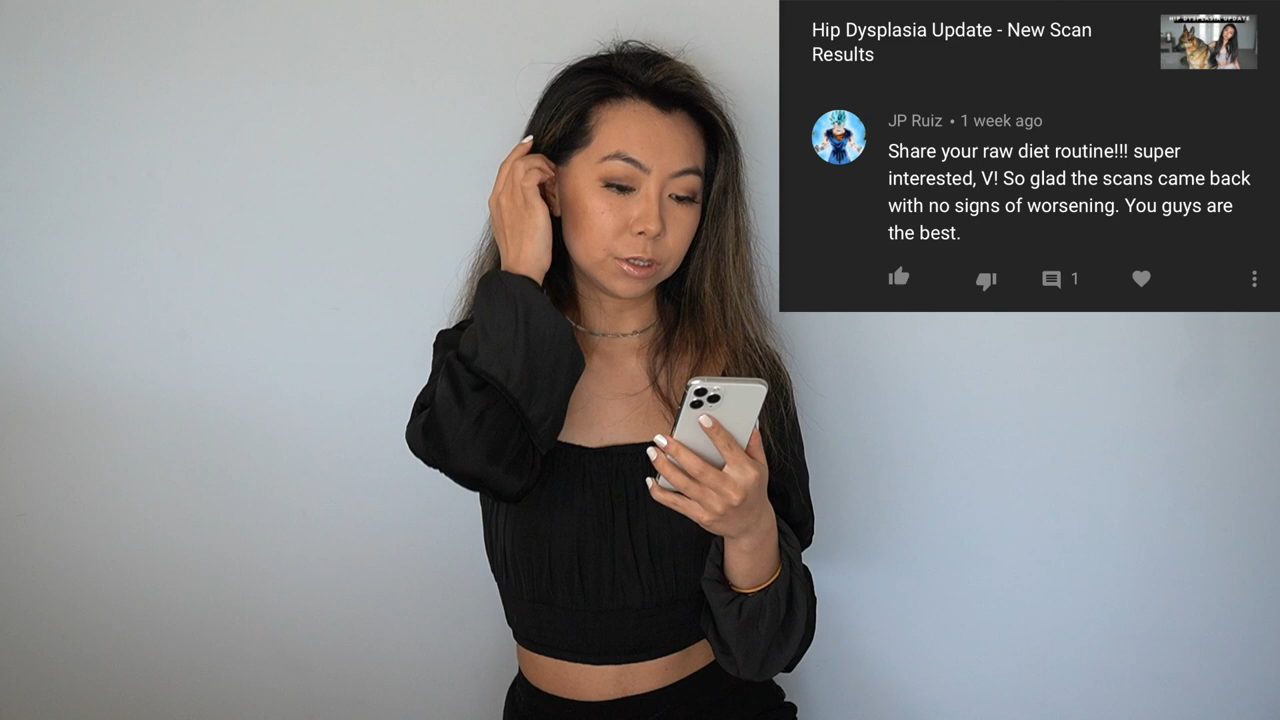 Hip Dysplasia Update - New Scan
Results
HIP DYSPLASIA UPDATE
JP Ruiz • 1 week ago
Share your raw diet routine!!! super
interested, V! So glad the scans came back
with no signs of worsening. You guys are
the best.
1